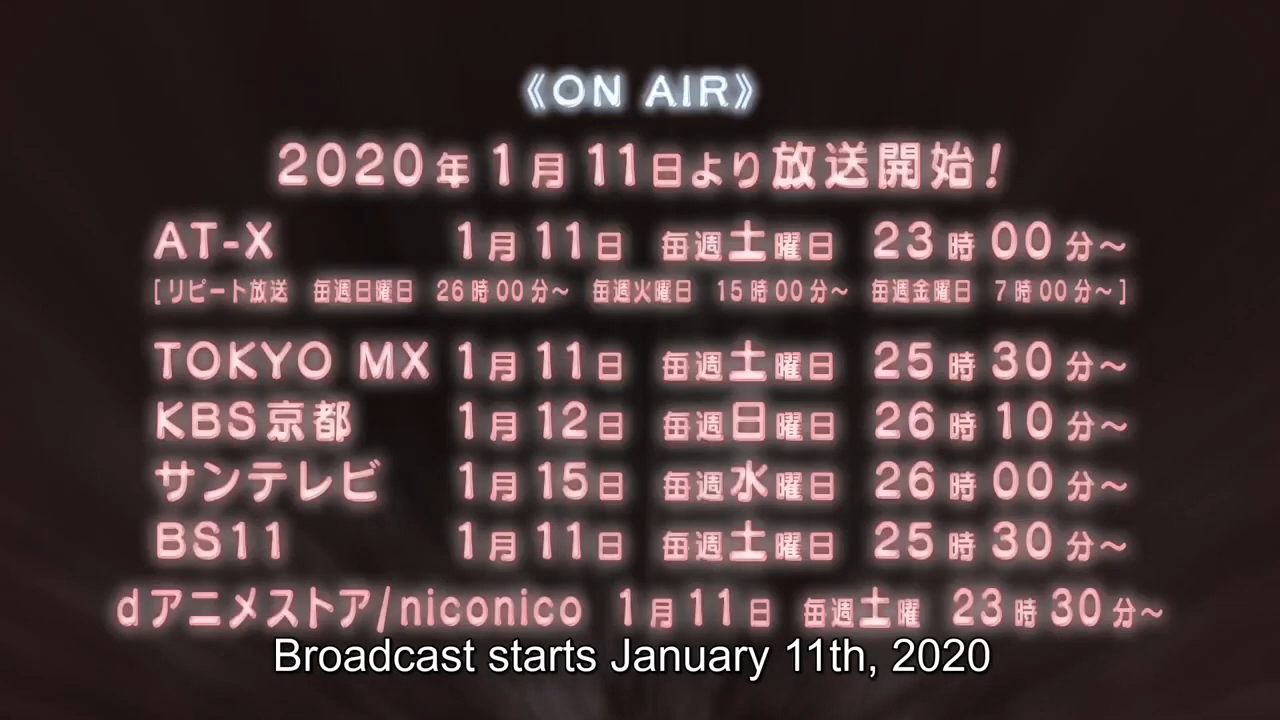 《ON AIR》
2020年1月11日より放送開始!
AT-X 1月11日 毎週土曜日 23時00分~
[リピート放送 毎週日曜日 26時00分~ 毎週火曜日 15時00分~ 毎週金曜日 7時00分~]
TOKYO MX 1月11日 毎週土曜日 25時30分~
KBS京都 1月12日 毎週日曜日 26時10分~
サンテレビ 1月15日 毎週水曜日 26時00分~
BS11 1月11日 毎週土曜日 25時30分~
dアニメストア/niconico 1月11日 毎週土曜 23時30分~
Broadcast starts January 11th, 2020